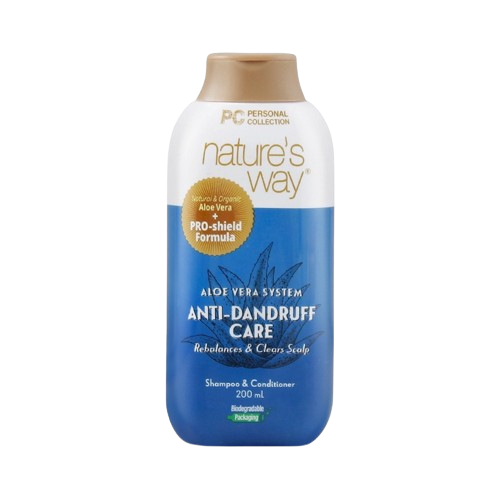 PC PERSONAL
COLLECTION
nature's
way®
Natural & Organic
Aloe Vera
+
PRO-shield
Formula
ALOE VERA SYSTEM
ANTI-DANDRUFF
CARE
Rebalances & Clears Scalp
Shampoo & Conditioner
200 mL
Biodegradable
Packaging